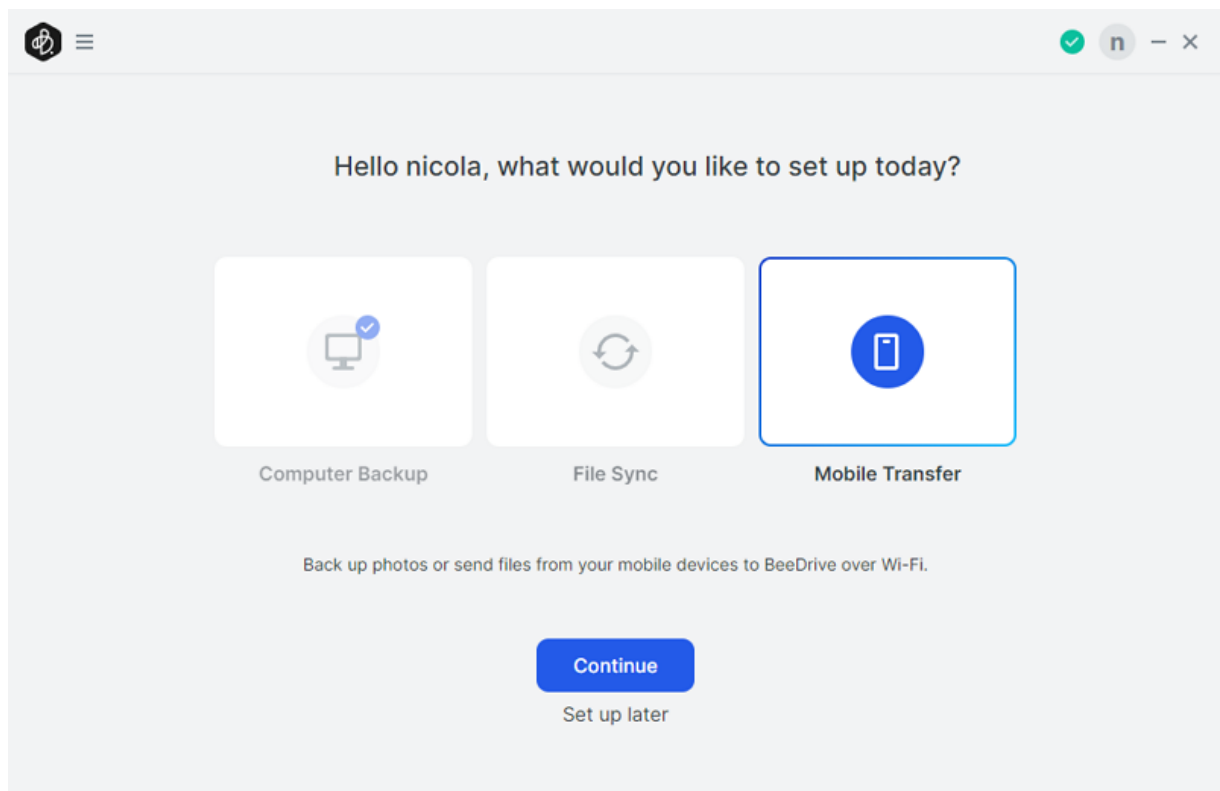 n
Hello nicola, what would you like to set up today?
Computer Backup
File Sync
Mobile Transfer
Back up photos or send files from your mobile devices to BeeDrive over Wi-Fi.
Continue
Set up later